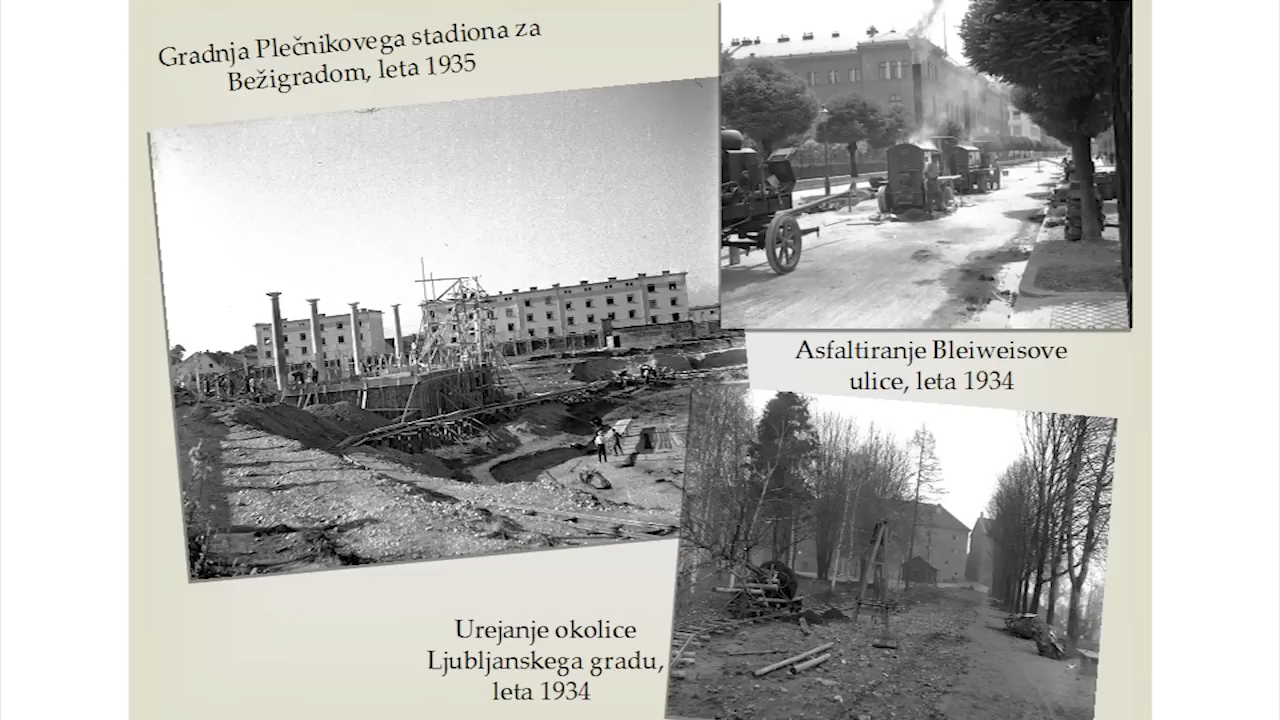 Gradnja Plečnikovega stadiona za
Bežigradom, leta 1935
Asfaltiranje Bleiweisove
ulice, leta 1934
Urejanje okolice
Ljubljanskega gradu,
leta 1934